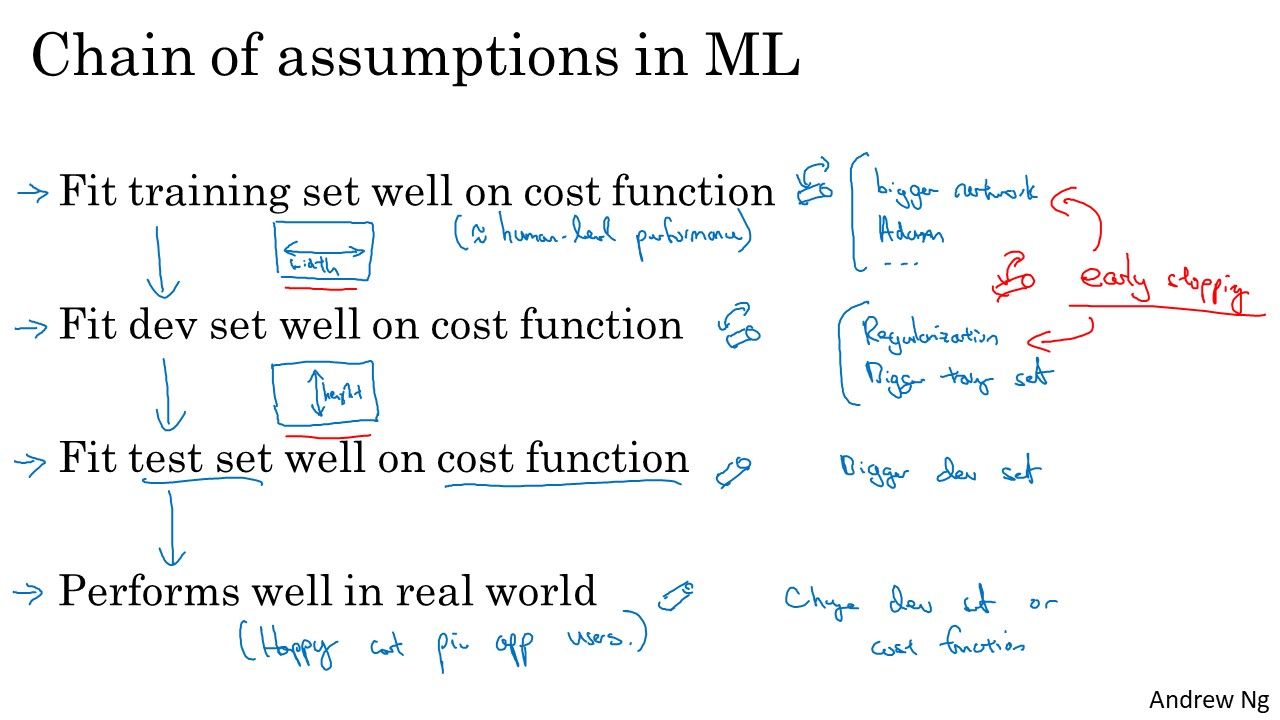 Chain of assumptions in ML
→ Fit training set well on cost function
(≈ human-level performance)
bigger network
Adam
...
width
early stopping
→ Fit dev set well on cost function
Regularization
Bigger set
height
→ Fit test set well on cost function
Bigger dev set
→ Performs well in real world
(Happy cat pic app users.)
Change dev set or
cost function
Andrew Ng